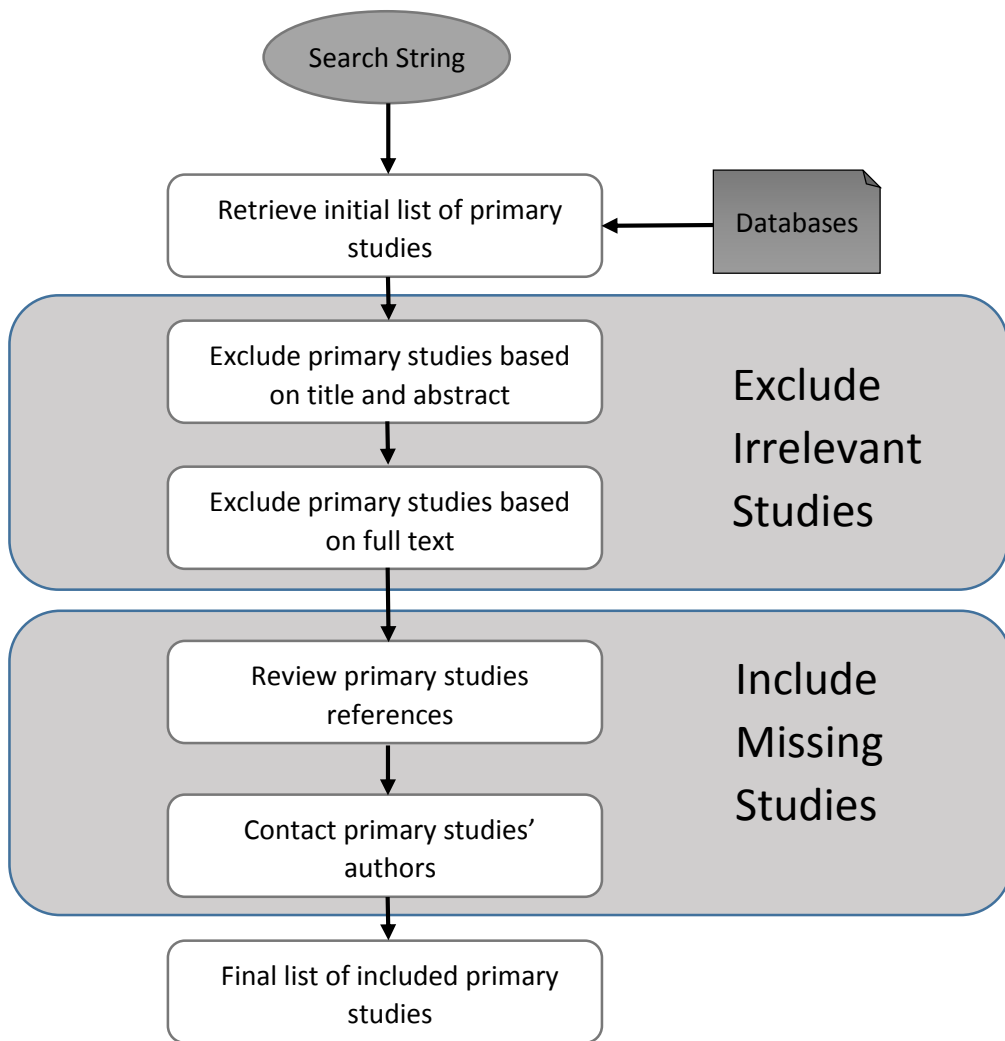 Search String
Retrieve initial list of primary
studies
Databases
Exclude primary studies based
on title and abstract
Exclude primary studies based
on full text
Exclude
Irrelevant
Studies
Review primary studies
references
Contact primary studies’
authors
Include
Missing
Studies
Final list of included primary
studies